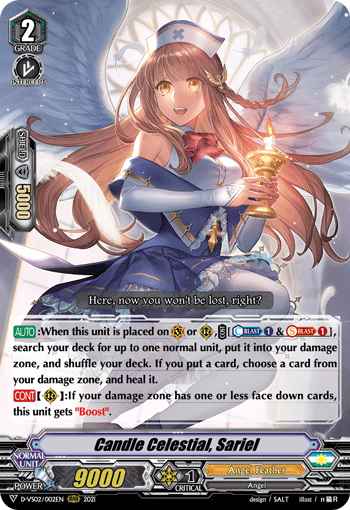 2
GRADE
INTERCEPT
SHIELD
5000
Here, now you won't be lost, right?
AUTO:When this unit is placed on or , [BLAST 1 & BLAST 1],
search your deck for up to one normal unit, put it into your damage
zone, and shuffle your deck. If you put a card, choose a card from
your damage zone, and heal it.
CONT[ ]:If your damage zone has one or less face down cards,
this unit gets "Boost".
Candle Celestial, Sariel
NORMAL
UNIT
POWER
9000
1
CRITICAL
Angel Feather
Angel
D-VS02/002EN
2021
design / SALT
illust / n